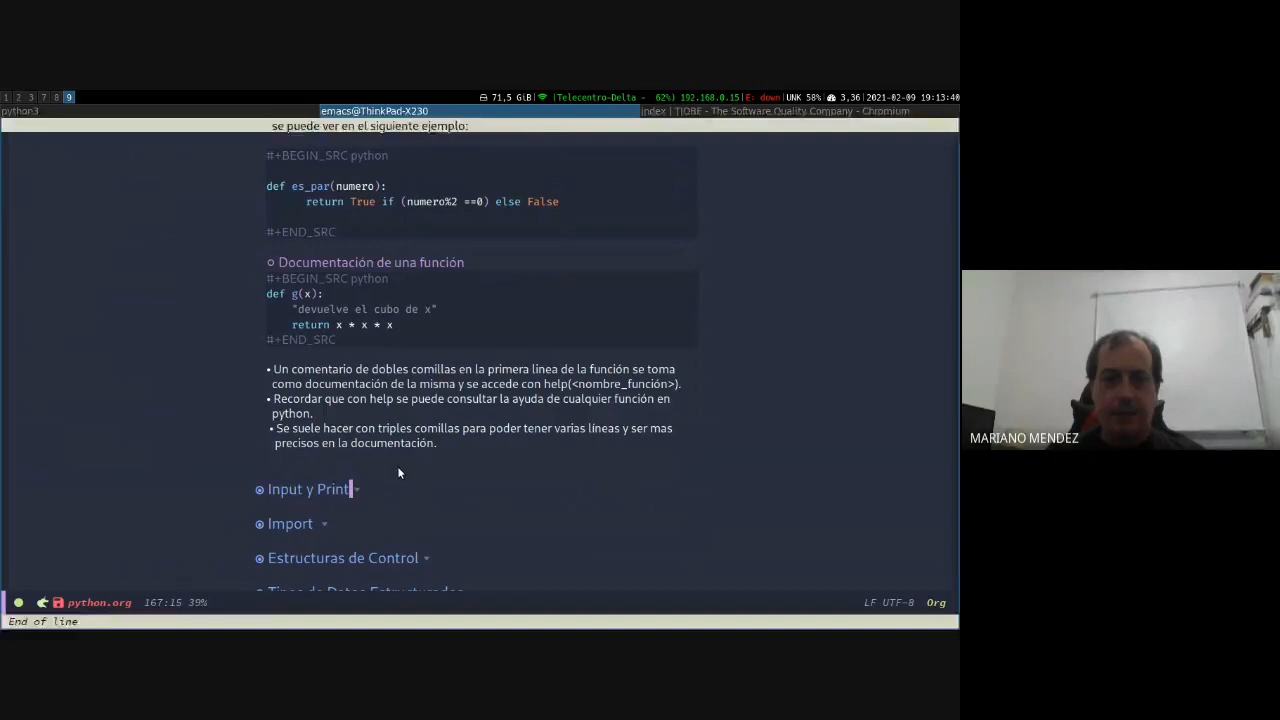 1 2 3 7 8 9
71,5 GiB| |Telecentro-Delta - 62%) 192.168.0.15|E: down|UNK 58%| 3,36 |2021-02-09 19:13:40
python3 emacs@ThinkPad-X230 index | TIOBE - The Software Quality Company - Chromium
se puede ver en el siguiente ejemplo:
#+BEGIN_SRC python
def es_par(numero):
return True if (numero%2 ==0) else False
#+END_SRC
Documentación de una función
#+BEGIN_SRC python
def g(x):
"devuelve el cubo de x"
return x * x * x
#+END_SRC
• Un comentario de dobles comillas en la primera linea de la función se toma
como documentación de la misma y se accede con help(<nombre_función>).
• Recordar que con help se puede consultar la ayuda de cualquier función en
python.
• Se suele hacer con triples comillas para poder tener varias líneas y ser mas
precisos en la documentación.
Input y Print
Import
Estructuras de Control
Tipos de Datos Estructurados
python.org 167:15 39% LF UTF-8 Org
End of line
MARIANO MENDEZ